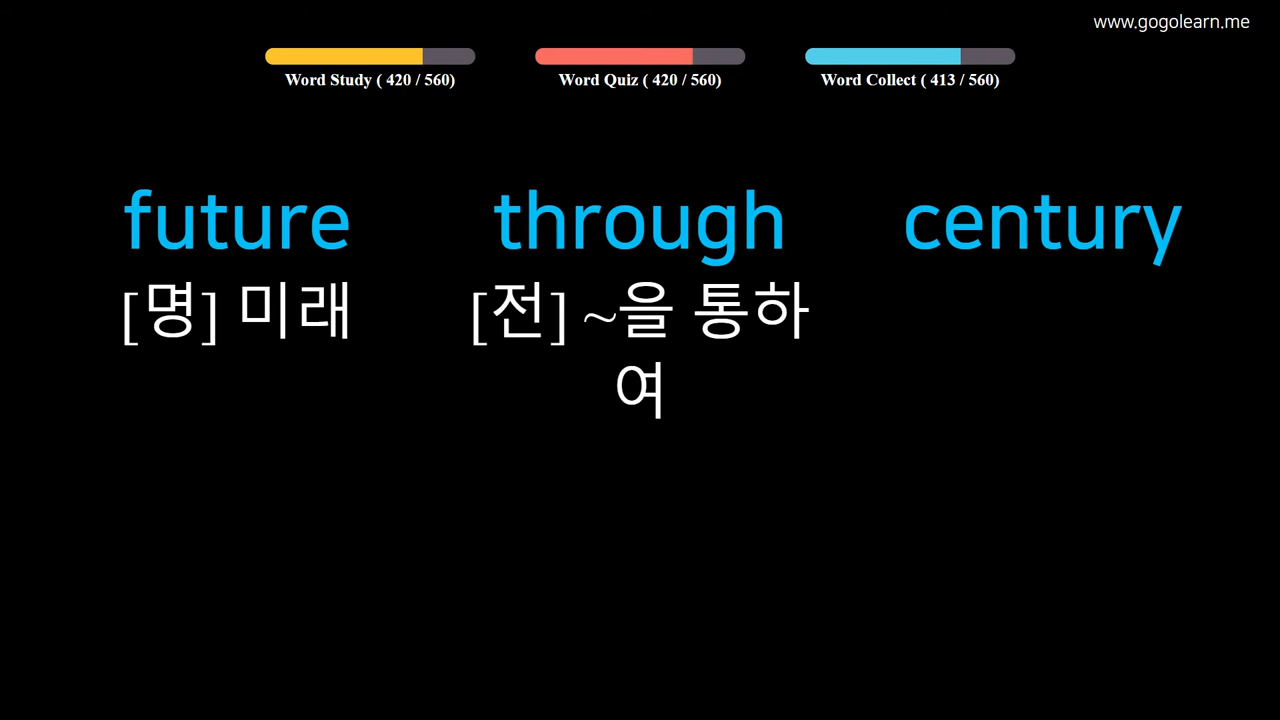 www.gogolearn.me
Word Study ( 420 / 560)
Word Quiz ( 420 / 560)
Word Collect ( 413 / 560)
future
[명] 미래
through
[전] ~을 통하
여
century